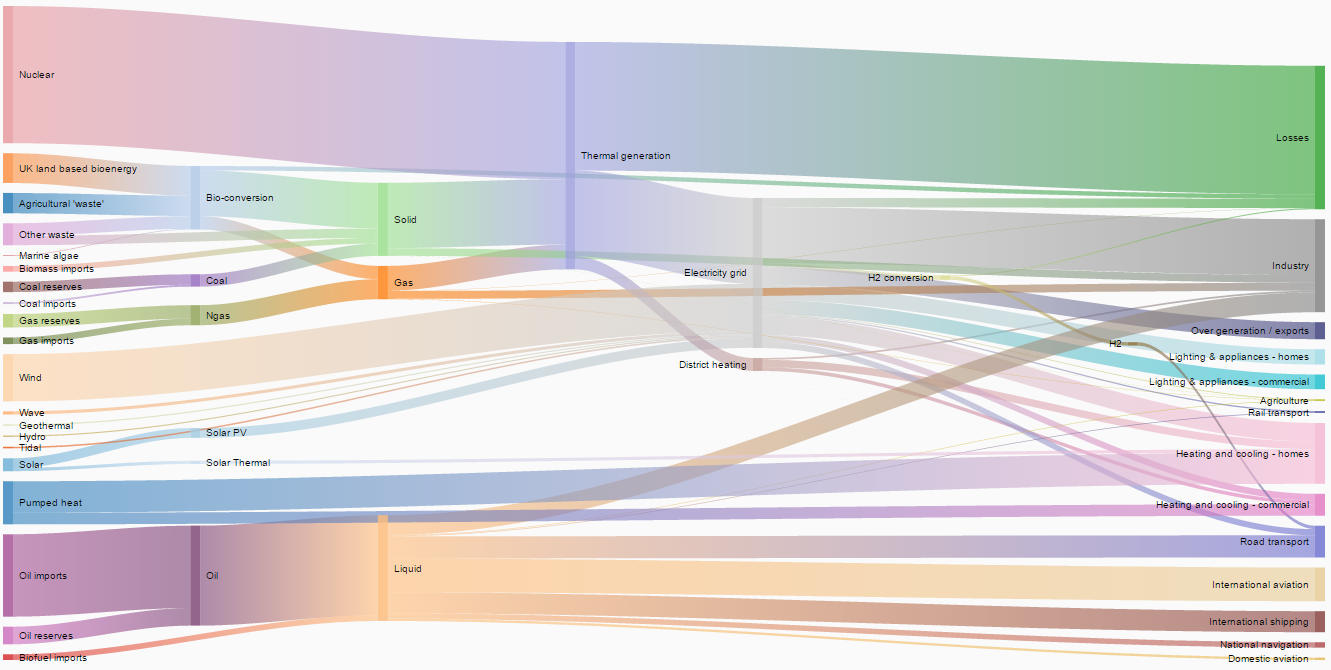 Nuclear
UK land based bioenergy
Agricultural 'waste'
Other waste
Marine algae
Biomass imports
Coal reserves
Coal imports
Gas reserves
Gas imports
Wind
Wave
Geothermal
Hydro
Tidal
Solar
Pumped heat
Oil imports
Oil reserves
Biofuel imports
Bio-conversion
Coal
Ngas
Solar PV
Solar Thermal
Oil
Solid
Gas
Liquid
Thermal generation
Electricity grid
District heating
H2 conversion
H2
Losses
Industry
Over generation / exports
Lighting & appliances - homes
Lighting & appliances - commercial
Agriculture
Rail transport
Heating and cooling - homes
Heating and cooling - commercial
Road transport
International aviation
International shipping
National navigation
Domestic aviation